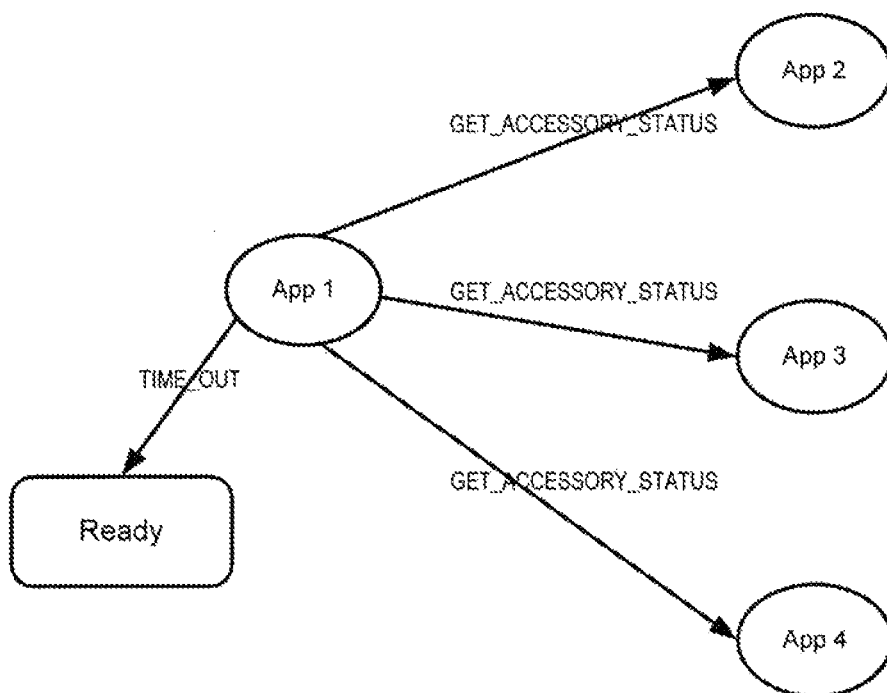 App 2
GET_ACCESSORY_STATUS
App 1
GET_ACCESSORY_STATUS
App 3
TIME_OUT
GET_ACCESSORY_STATUS
Ready
App 4